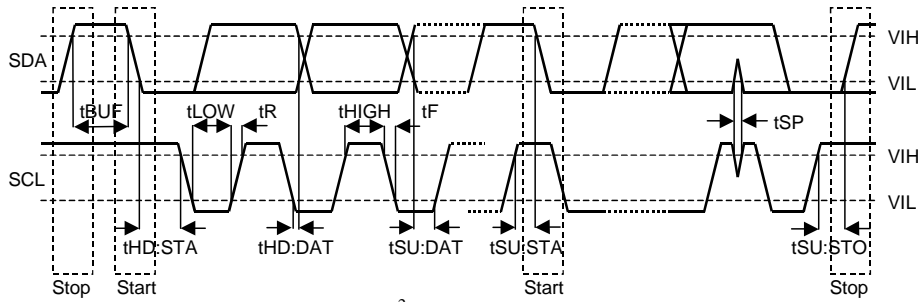 VIH
SDA
VIL
tBUF tLOW tR tHIGH tF tSP
VIH
SCL
VIL
tHD:STA tHD:DAT tSU:DAT tSU:STA tSU:STO
Stop Start Start Stop
2